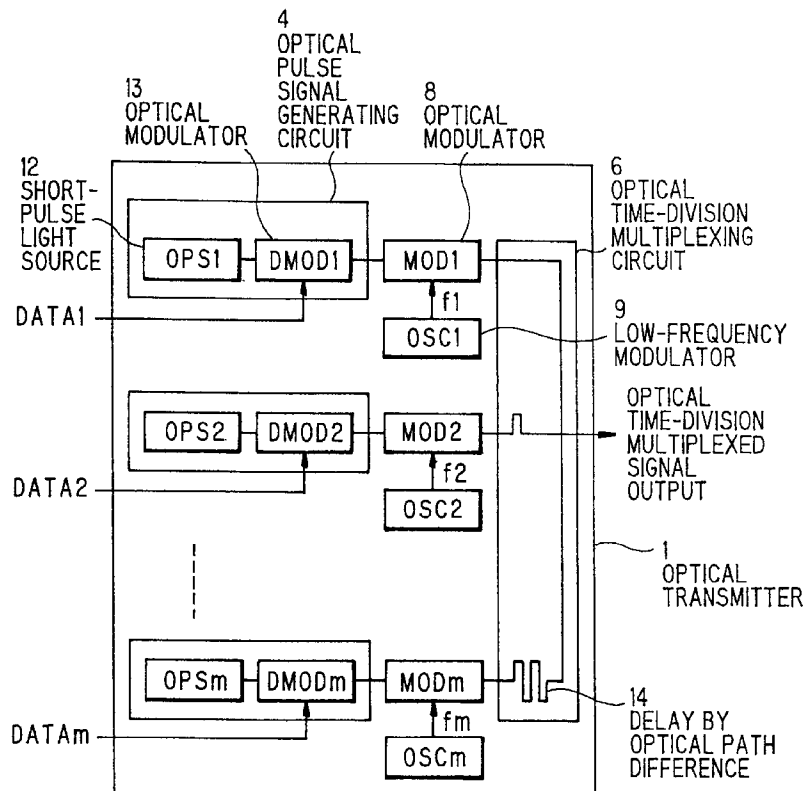 4
OPTICAL
PULSE
SIGNAL
GENERATING
CIRCUIT
13
OPTICAL
MODULATOR
8
OPTICAL
MODULATOR
12
SHORT-
PULSE
LIGHT
SOURCE
6
OPTICAL
TIME-DIVISION
MULTIPLEXING
CIRCUIT
OPS1
DMOD1
MOD1
DATA1
f1
OSC1
9
LOW-FREQUENCY
MODULATOR
OPS2
DMOD2
MOD2
OPTICAL
TIME-DIVISION
MULTIPLEXED
SIGNAL
OUTPUT
DATA2
f2
OSC2
1
OPTICAL
TRANSMITTER
OPSm
DMODm
MODm
DATAm
fm
OSCm
14
DELAY BY
OPTICAL PATH
DIFFERENCE